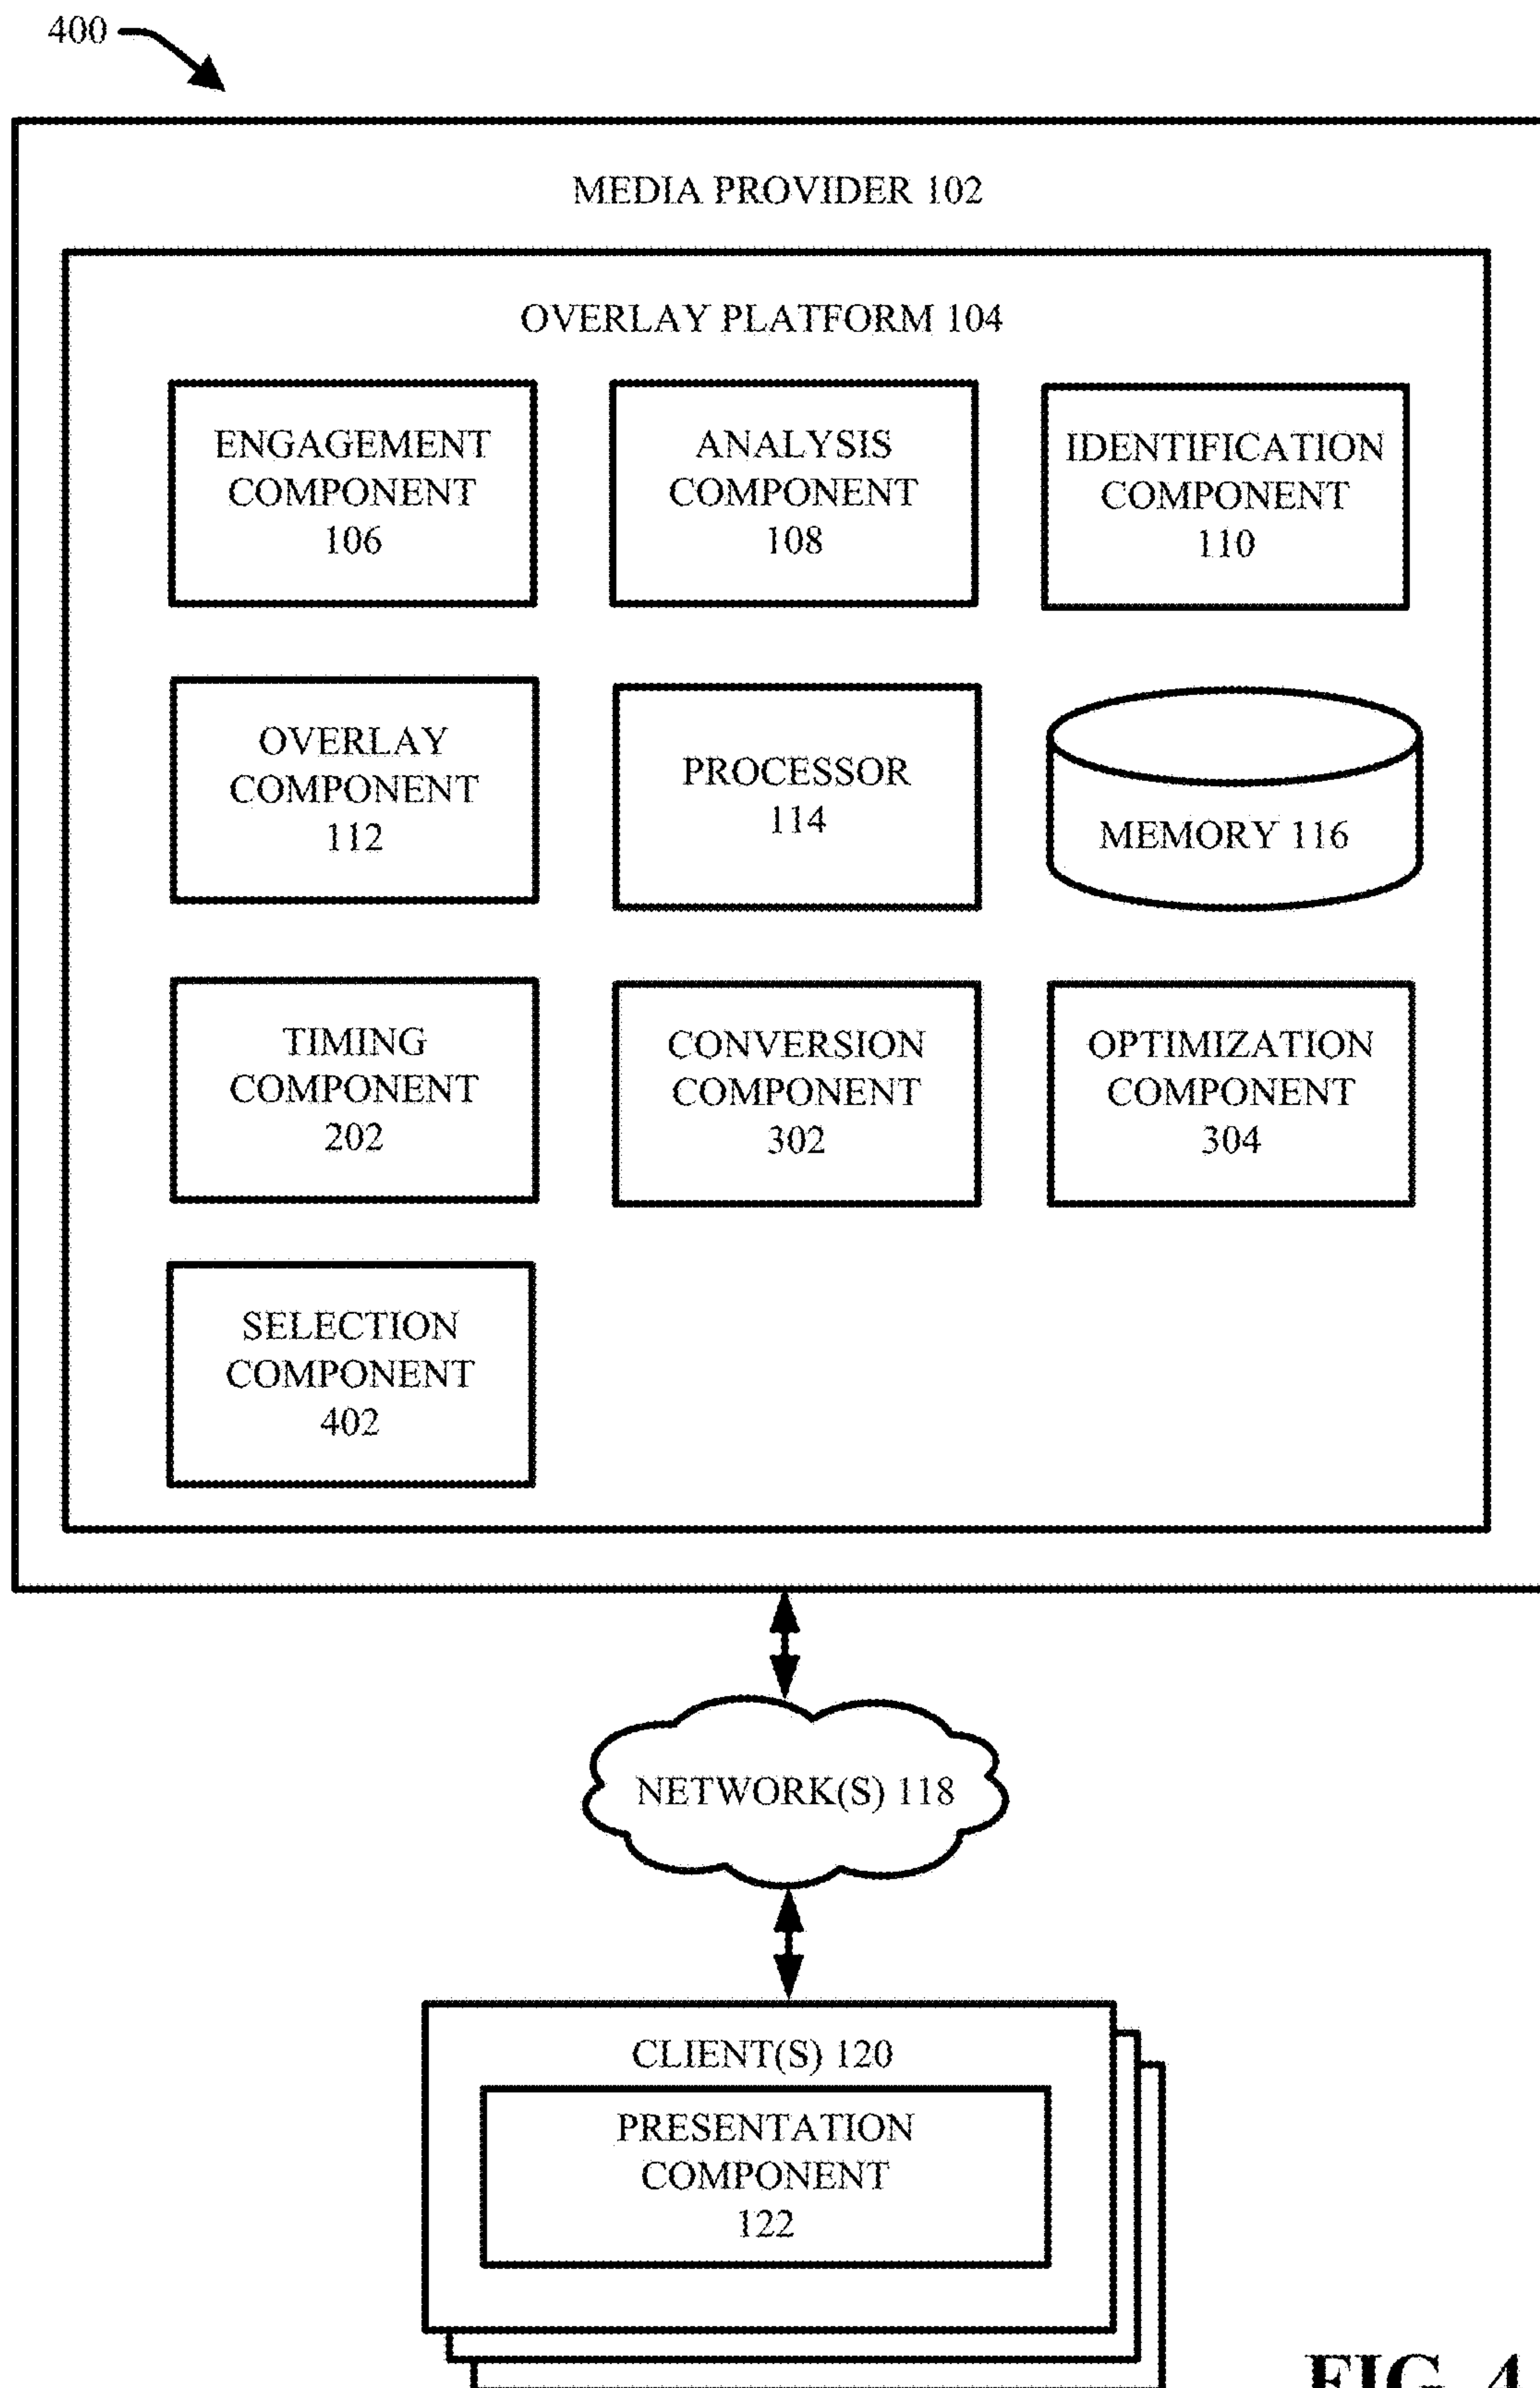 400
MEDIA PROVIDER 102
OVERLAY PLATFORM 104
ENGAGEMENT
COMPONENT
106
ANALYSIS
COMPONENT
108
IDENTIFICATION
COMPONENT
110
OVERLAY
COMPONENT
112
PROCESSOR
114
MEMORY 116
TIMING
COMPONENT
202
CONVERSION
COMPONENT
302
OPTIMIZATION
COMPONENT
304
SELECTION
COMPONENT
402
NETWORK(S) 118
CLIENT(S) 120
PRESENTATION
COMPONENT
122
FIG. 4